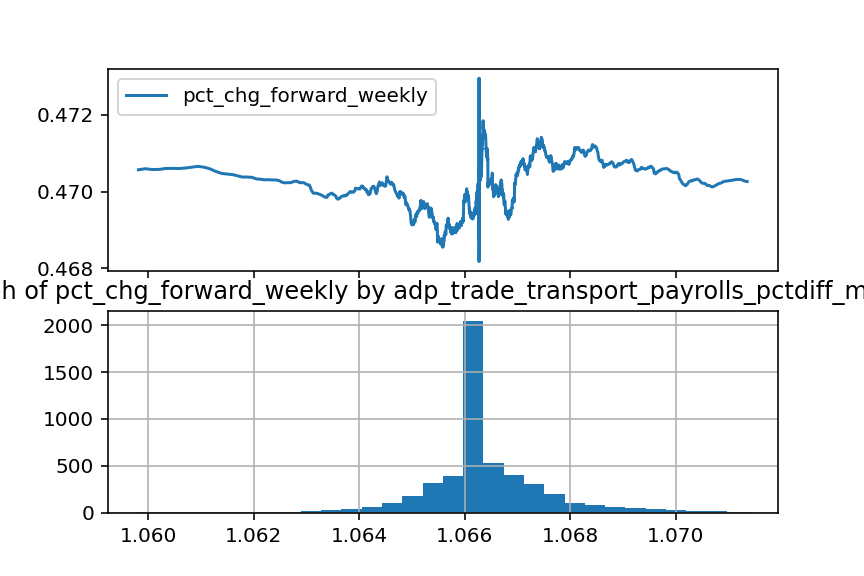 pct_chg_forward_weekly
0.472
0.470
0.468
h of pct_chg_forward_weekly by adp_trade_transport_payrolls_pctdiff_m
2000
1500
1000
500
0
1.060 1.062 1.064 1.066 1.068 1.070